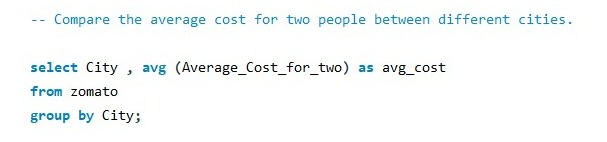 -- Compare the average cost for two people between different cities.
select City , avg (Average_Cost_for_two) as avg_cost
from zomato
group by City;